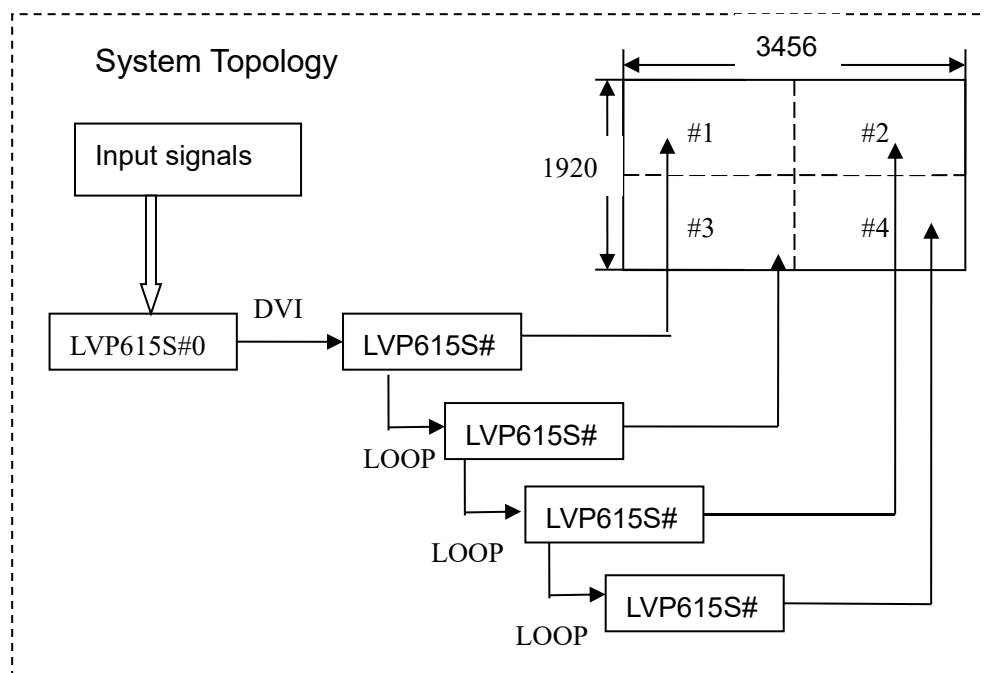 System Topology
3456
Input signals
#1
#2
1920
#3
#4
DVI
LVP615S#0
LVP615S#
LVP615S#
LOOP
LVP615S#
LOOP
LVP615S#
LOOP